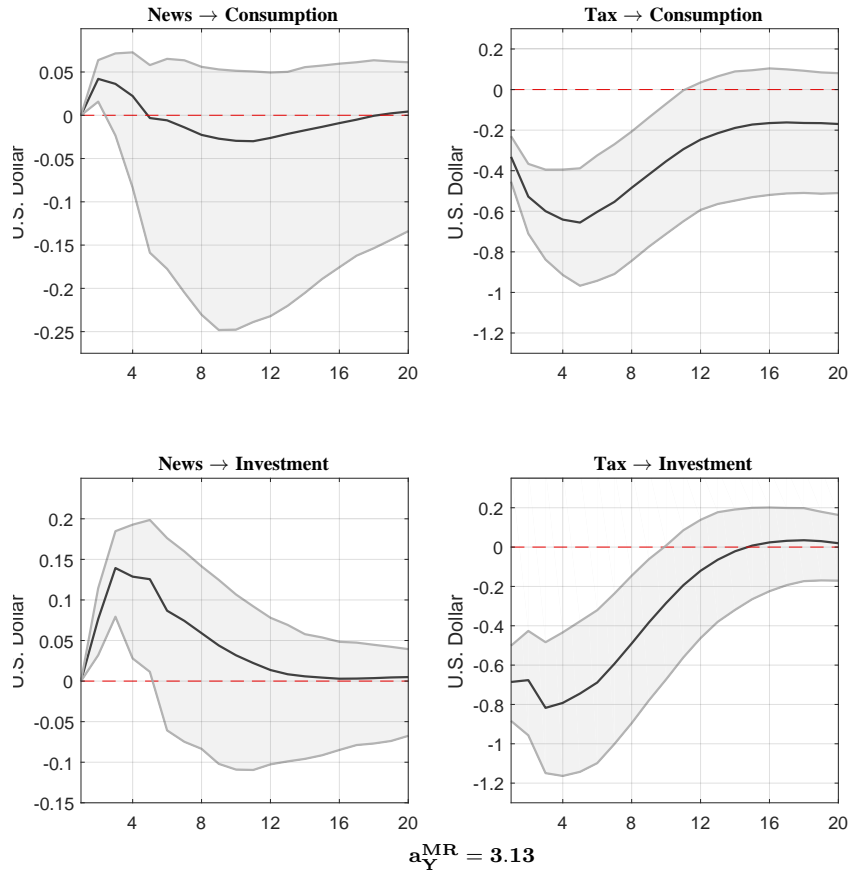 News → Consumption
0.05
0
-0.05
-0.1
-0.15
-0.2
-0.25
U.S. Dollar
4 8 12 16 20
Tax → Consumption
0.2
0
-0.2
-0.4
-0.6
-0.8
-1
-1.2
U.S. Dollar
4 8 12 16 20
News → Investment
0.2
0.15
0.1
0.05
0
-0.05
-0.1
-0.15
U.S. Dollar
4 8 12 16 20
Tax → Investment
0.2
0
-0.2
-0.4
-0.6
-0.8
-1
-1.2
U.S. Dollar
4 8 12 16 20
a_Y^MR = 3.13